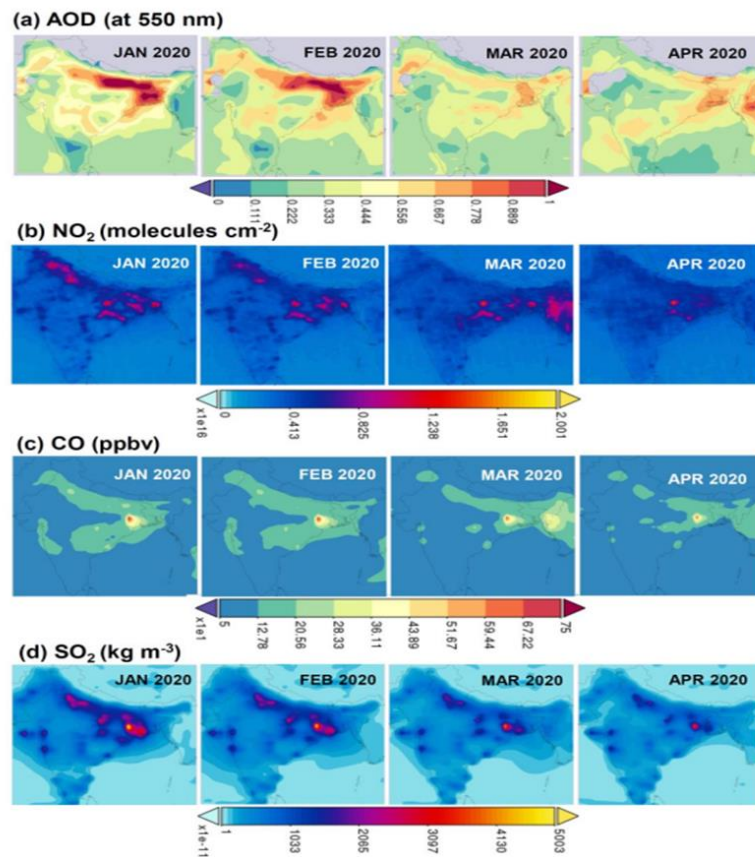 (a) AOD (at 550 nm)
JAN 2020 FEB 2020 MAR 2020 APR 2020
0 0.111 0.222 0.333 0.444 0.556 0.667 0.778 0.889 1
(b) NO₂ (molecules cm⁻²)
JAN 2020 FEB 2020 MAR 2020 APR 2020
x1e16 0 0.413 0.825 1.238 1.651 2.001
(c) CO (ppbv)
JAN 2020 FEB 2020 MAR 2020 APR 2020
x1e1 5 12.78 20.56 28.33 36.11 43.89 51.67 59.44 67.22 75
(d) SO₂ (kg m⁻³)
JAN 2020 FEB 2020 MAR 2020 APR 2020
x1e-11 1 1033 2065 3097 4130 5003